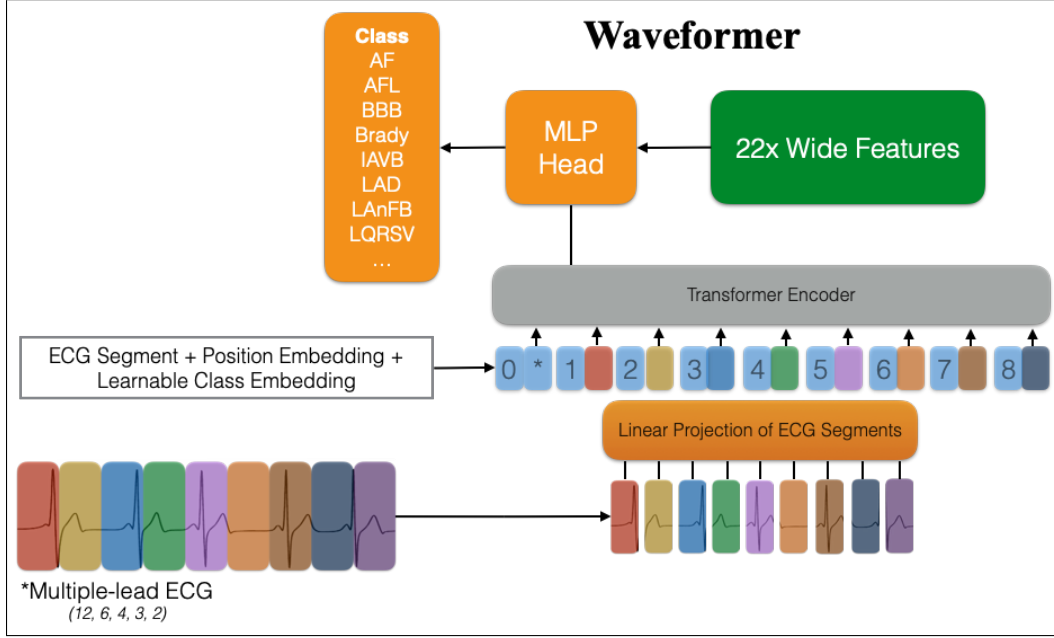 Waveformer
Class
AF
AFL
BBB
Brady
IAVB
LAD
LAnFB
LQRSV
...
MLP
Head
22x Wide Features
Transformer Encoder
ECG Segment + Position Embedding +
Learnable Class Embedding
0 * 1 2 3 4 5 6 7 8
Linear Projection of ECG Segments
*Multiple-lead ECG
(12, 6, 4, 3, 2)